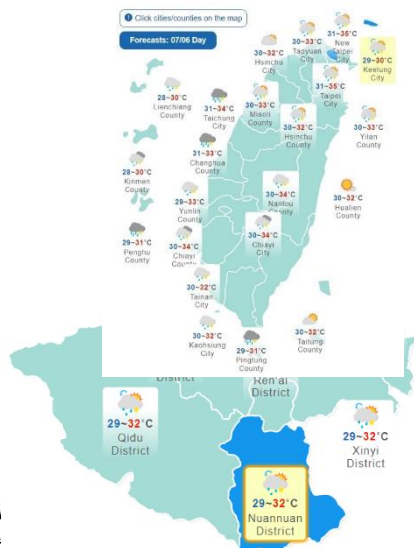 Click cities/counties on the map
Forecasts: 07/06 Day
31~35°C
New
Taipei
City
30~33°C
Taoyuan
City
30~32°C
Hsinchu
City
29~30°C
Keelung
City
31~35°C
Taipei
City
28~30°C
Lienchiang
County
31~34°C
Taichung
City
30~33°C
Miaoli
County
30~32°C
Hsinchu
County
30~33°C
Yilan
County
31~33°C
Changhua
County
28~30°C
Kinmen
County
29~33°C
Yunlin
County
30~34°C
Nantou
County
30~32°C
Hualien
County
29~31°C
Penghu
County
30~34°C
Chiayi
County
30~34°C
Chiayi
City
30~32°C
Tainan
City
30~32°C
Kaohsiung
City
29~31°C
Pingtung
County
30~32°C
Taitung
County
District
Ren'ai
District
29~32°C
Qidu
District
29~32°C
Xinyi
District
29~32°C
Nuannuan
District